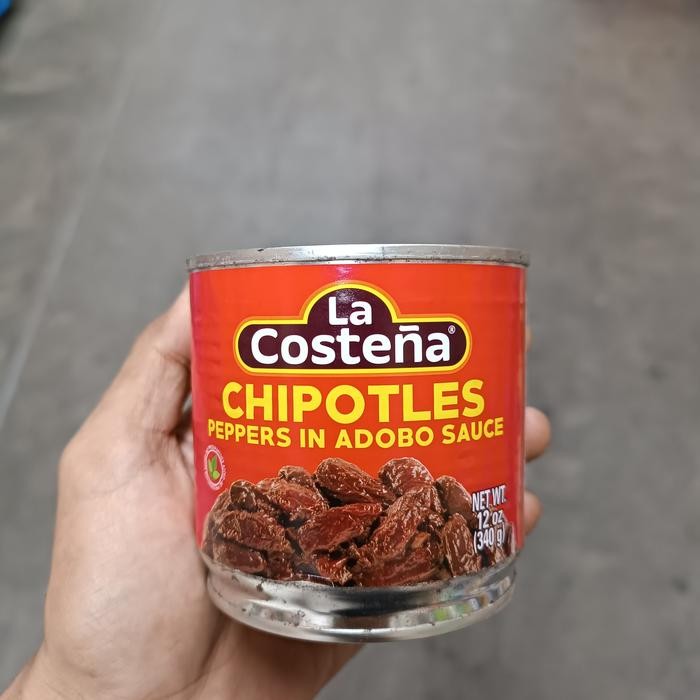 La
Costeña®
CHIPOTLES
PEPPERS IN ADOBO SAUCE
NET WT.
12 oz
(340 g)